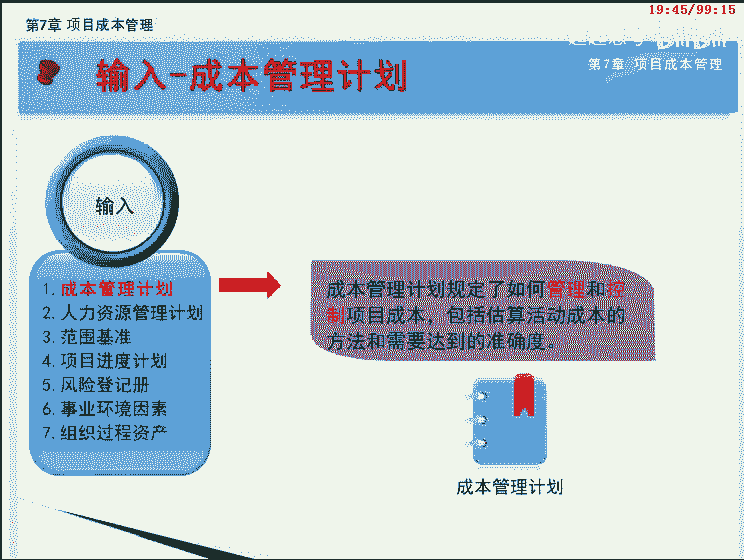 19:45/99:15
第7章 项目成本管理
输入-成本管理计划
第7章 项目成本管理
输入
1. 成本管理计划
2. 人力资源管理计划
3. 范围基准
4. 项目进度计划
5. 风险登记册
6. 事业环境因素
7. 组织过程资产
成本管理计划规定了如何管理和控
制项目成本，包括估算活动成本的
方法和需要达到的准确度。
成本管理计划